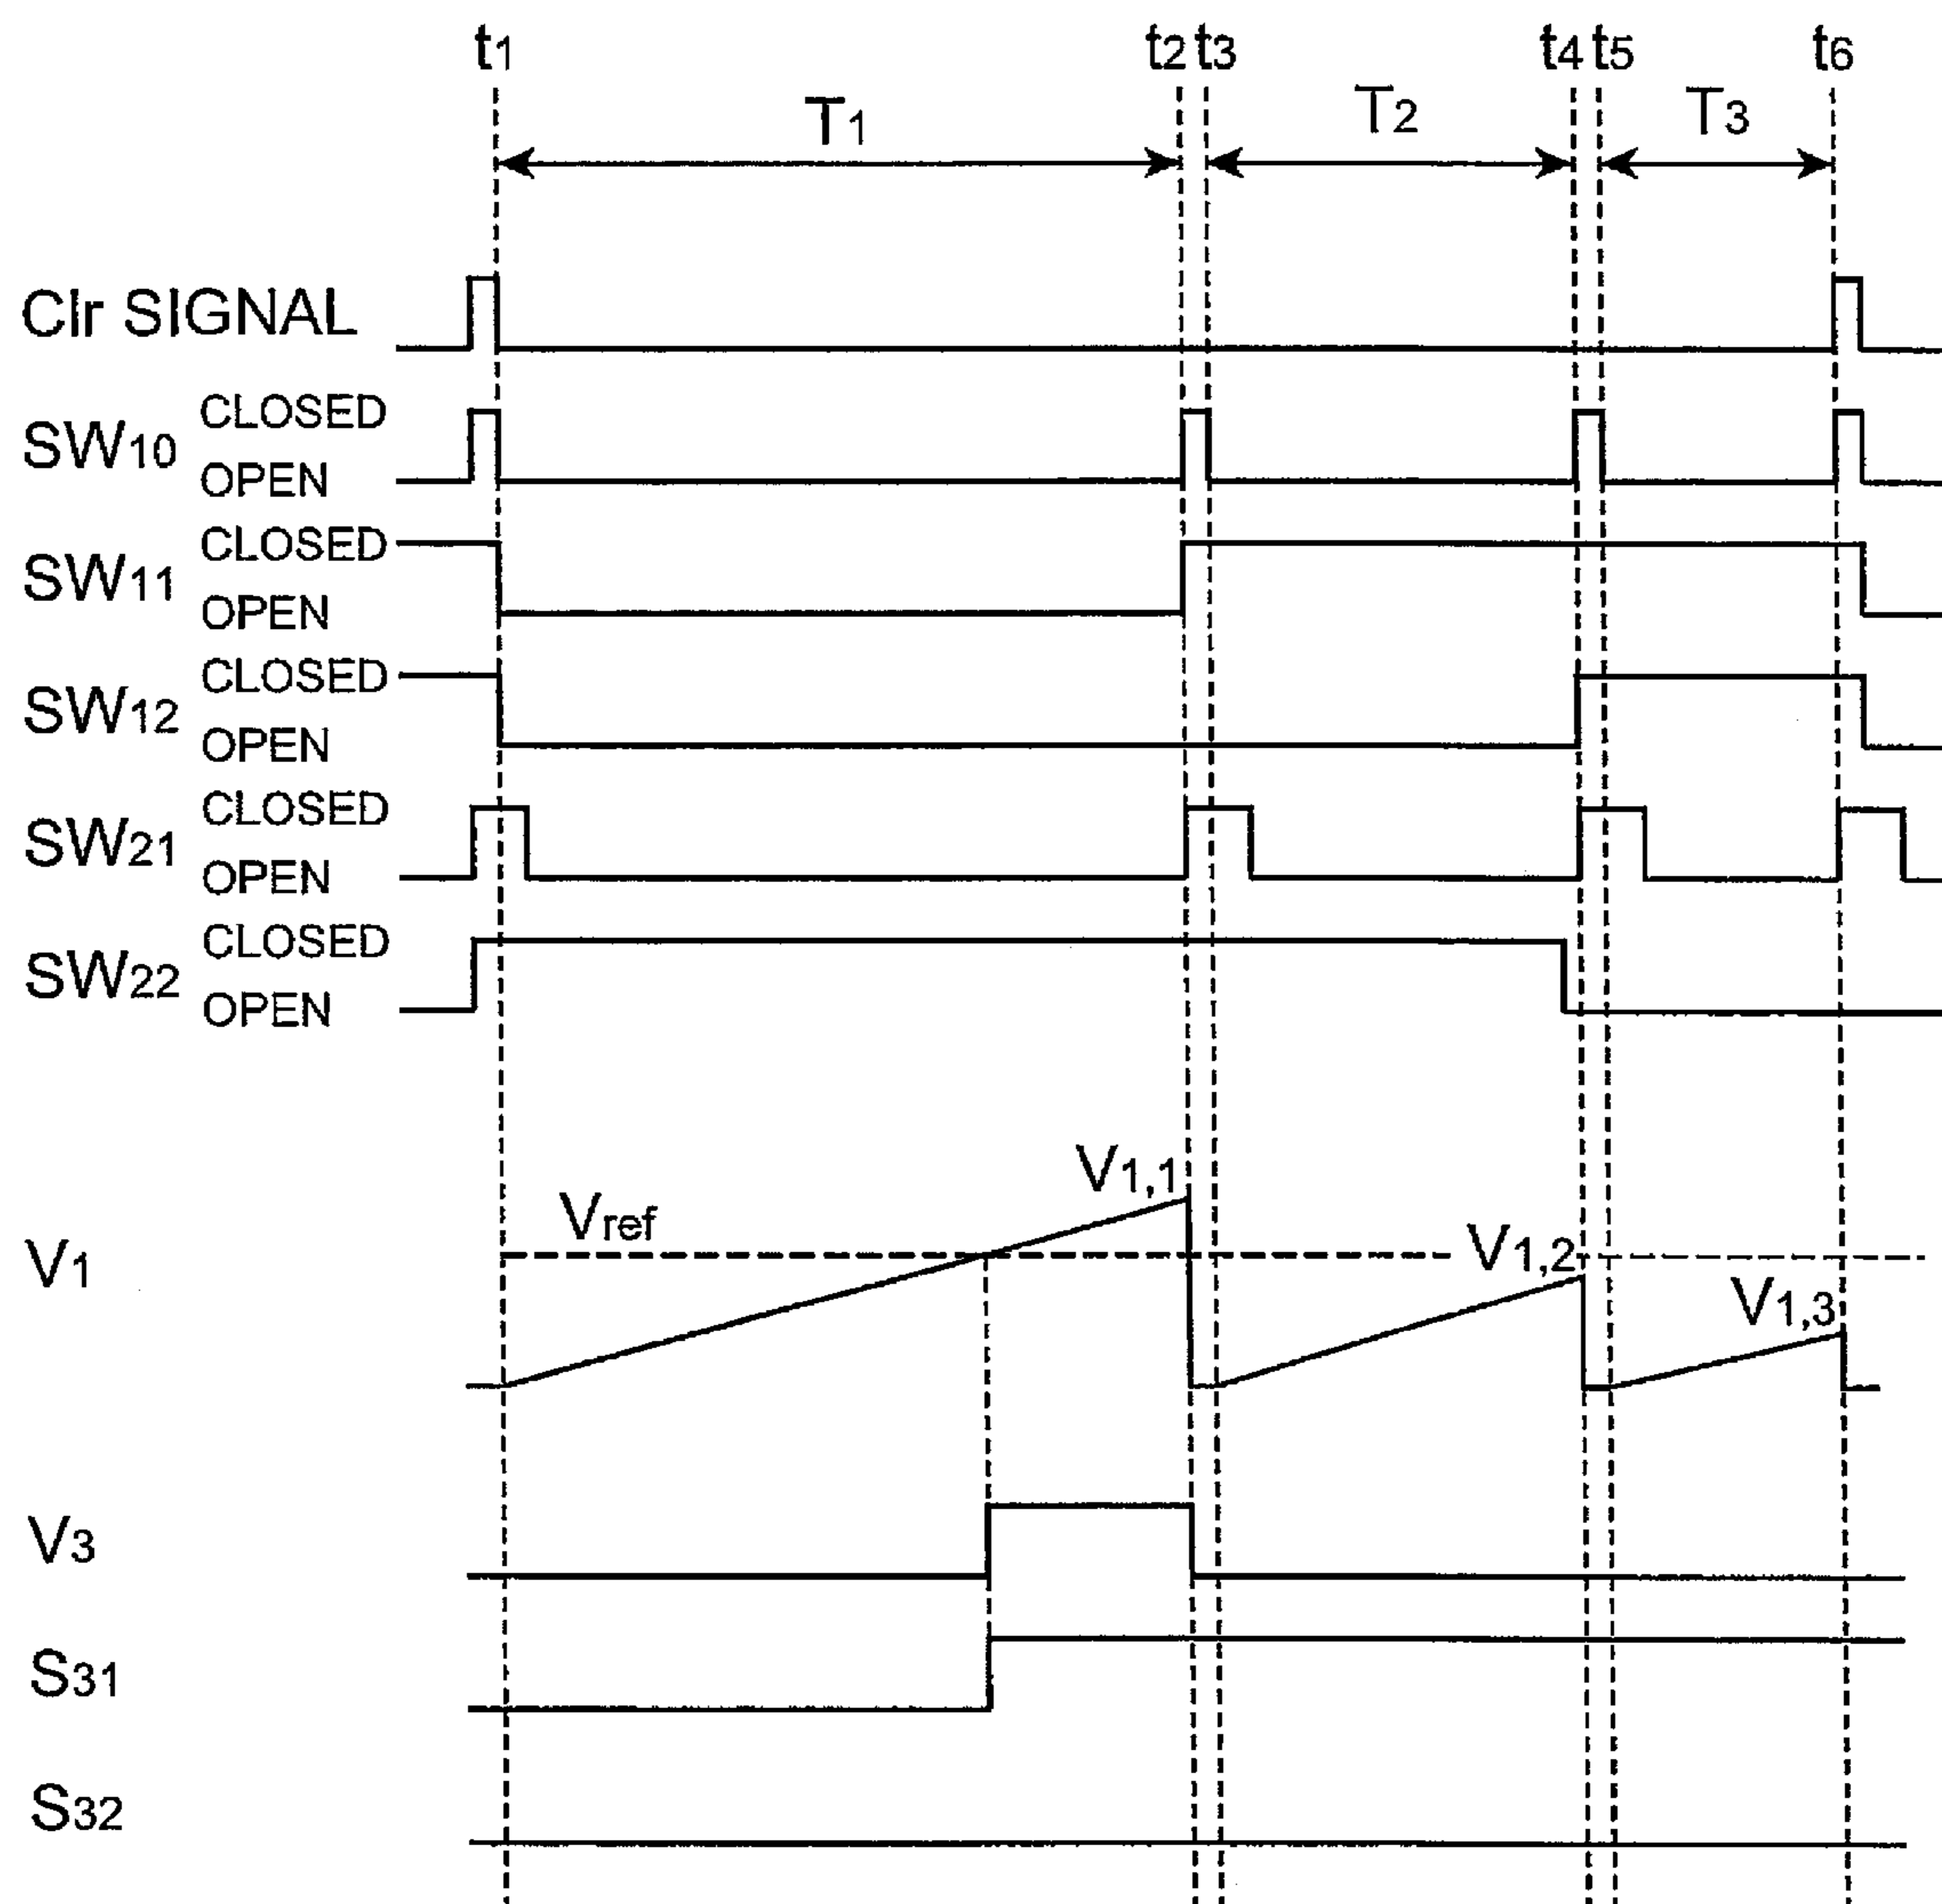 t1 t2 t3 t4 t5 t6
T1 T2 T3
Clr SIGNAL
SW10 CLOSED
OPEN
SW11 CLOSED
OPEN
SW12 CLOSED
OPEN
SW21 CLOSED
OPEN
SW22 CLOSED
OPEN
V1 Vref V1,1 V1,2 V1,3
V3
S31
S32